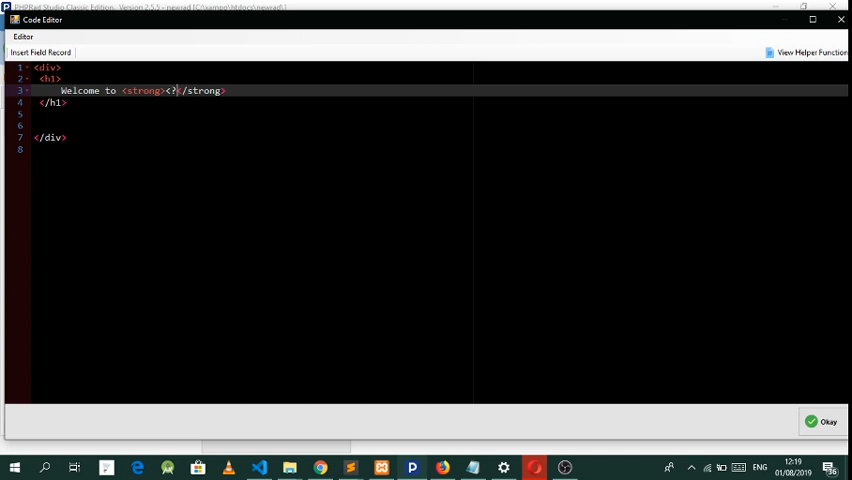 PHPRad Studio Classic Edition. Version 2.5.5 - newrad [C:\xampp\htdocs\newrad\]
Code Editor
Editor
Insert Field Record
View Helper Function
1 <div>
2 <h1>
3 Welcome to <strong><?</strong>
4 </h1>
5
6
7 </div>
8
Okay
ENG
12:19
01/08/2019